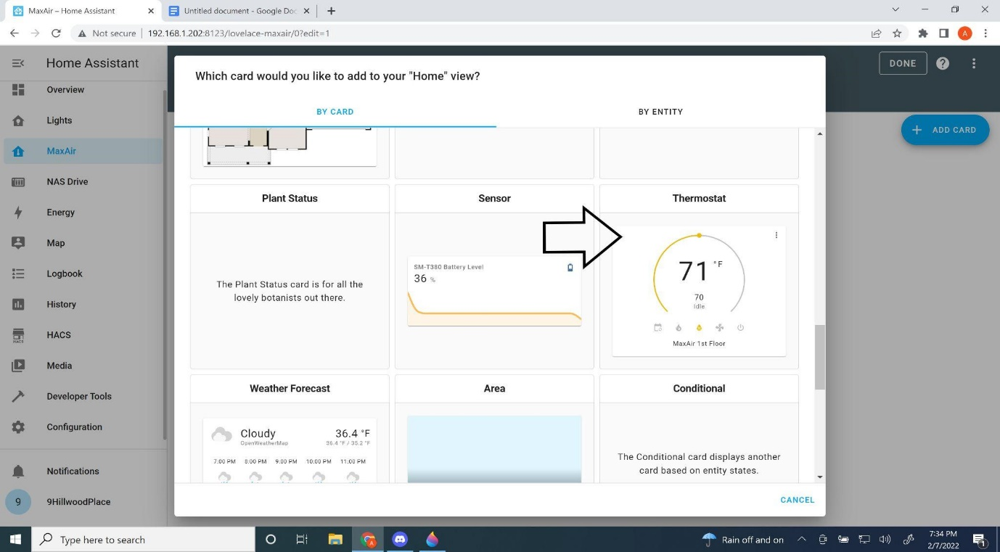 MaxAir – Home Assistant
Untitled document - Google Doc
Not secure
192.168.1.202:8123/lovelace-maxair/0?edit=1
A
Home Assistant
Overview
Lights
MaxAir
NAS Drive
Energy
Map
Logbook
History
HACS
HACS
Media
Developer Tools
Configuration
Notifications
9
9HillwoodPlace
DONE
ADD CARD
Which card would you like to add to your "Home" view?
BY CARD
BY ENTITY
Plant Status
The Plant Status card is for all the
lovely botanists out there.
Sensor
SM-T380 Battery Level
36 %
Thermostat
71 °F
70
Idle
MaxAir 1st Floor
Weather Forecast
Cloudy
OpenWeatherMap
36.4 °F
36.4 °F / 35.2 °F
7:00 PM 8:00 PM 9:00 PM 10:00 PM 11:00 PM
Area
Conditional
The Conditional card displays another
card based on entity states.
CANCEL
Type here to search
A
Rain off and on
7:34 PM
2/7/2022
1